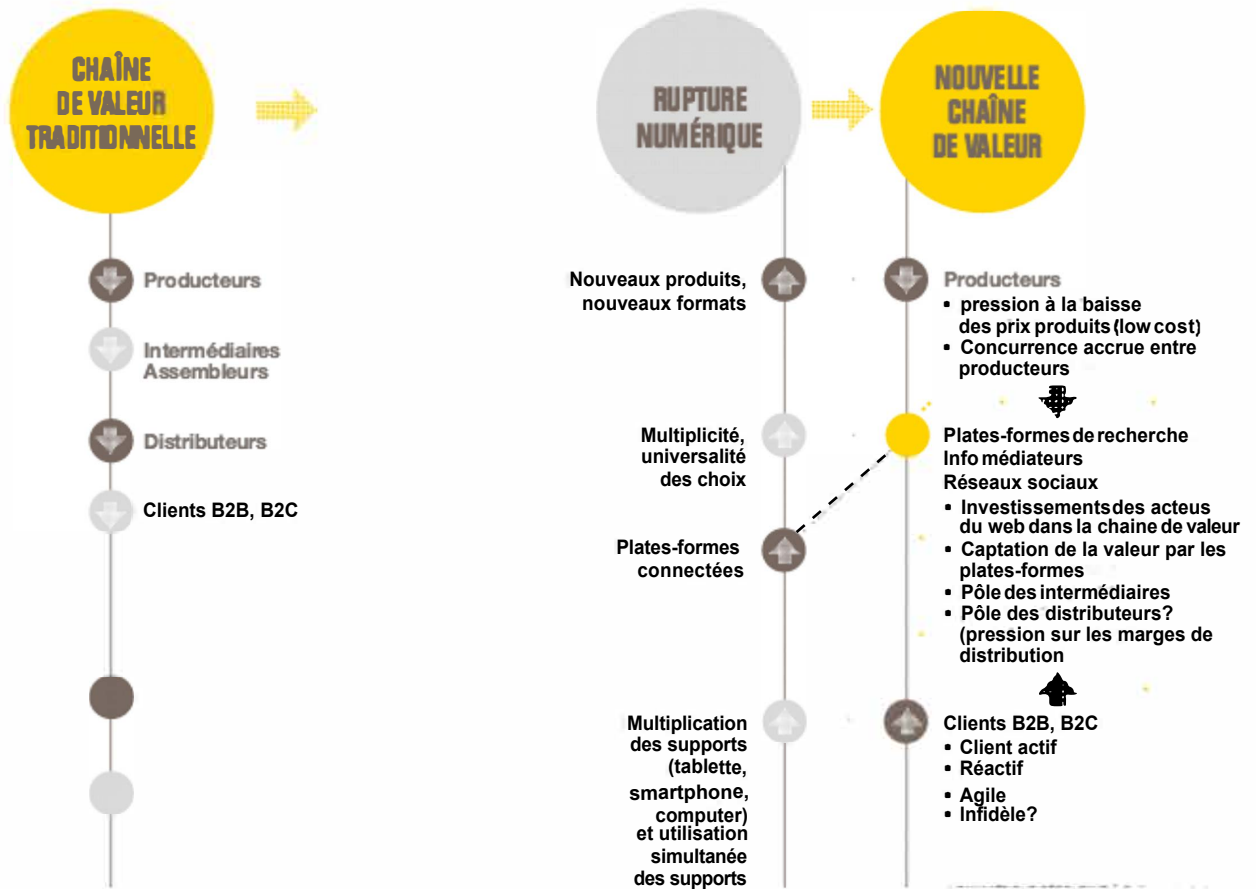 CHAÎNE
DE VALEUR
TRADITIONNELLE
Producteurs
Intermédiaires
Assembleurs
Distributeurs
Clients B2B, B2C
RUPTURE
NUMÉRIQUE
Nouveaux produits,
nouveaux formats
Multiplicité,
universalité
des choix
Plates-formes
connectées
Multiplication
des supports
(tablette,
smartphone,
computer)
et utilisation
simultanée
des supports
NOUVELLE
CHAÎNE
DE VALEUR
Producteurs
▪ pression à la baisse
des prix produits (low cost)
▪ Concurrence accrue entre
producteurs
Plates-formes de recherche
Info médiateurs
Réseaux sociaux
▪ Investissements des acteus
du web dans la chaine de valeur
▪ Captation de la valeur par les
plates-formes
▪ Pôle des intermédiaires
▪ Pôle des distributeurs?
(pression sur les marges de
distribution
Clients B2B, B2C
▪ Client actif
▪ Réactif
▪ Agile
▪ Infidèle?